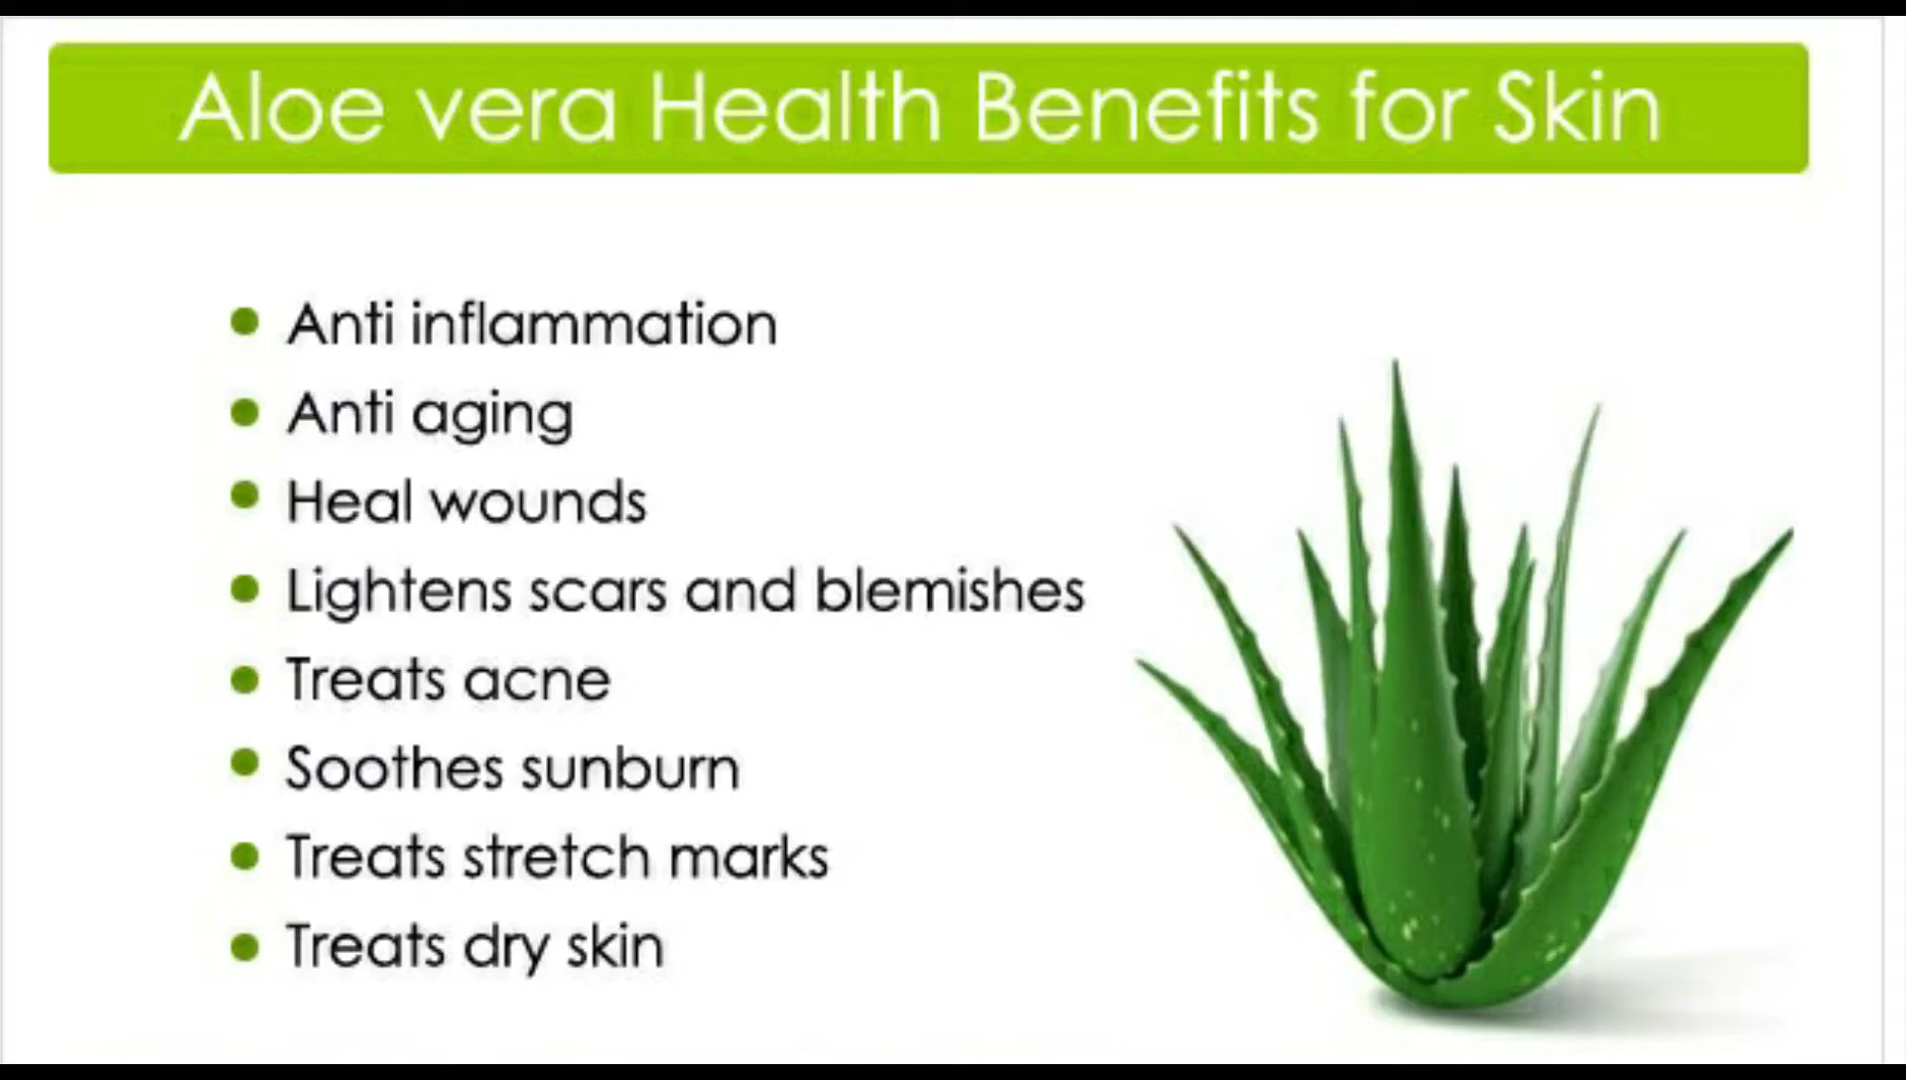 Aloe vera Health Benefits for Skin
Anti inflammation
Anti aging
Heal wounds
Lightens scars and blemishes
Treats acne
Soothes sunburn
Treats stretch marks
Treats dry skin